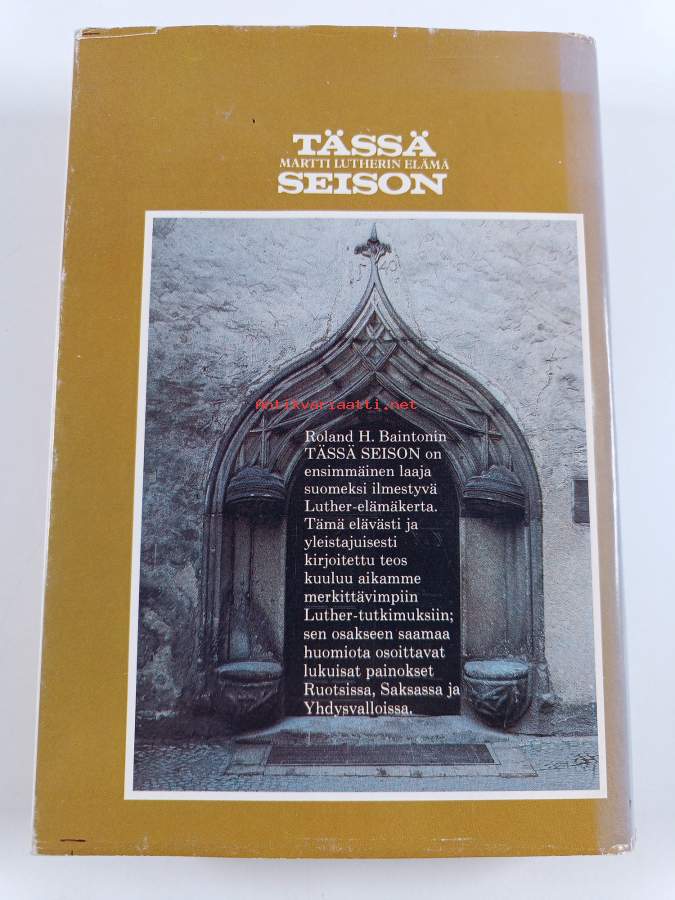 TÄSSÄ
MARTTI LUTHERIN ELÄMÄ
SEISON
1540
Antikvariaatti.net
Roland H. Baintonin
TÄSSÄ SEISON on
ensimmäinen laaja
suomeksi ilmestyvä
Luther-elämäkerta.
Tämä elävästi ja
yleistajuisesti
kirjoitettu teos
kuuluu aikamme
merkittävimpiin
Luther-tutkimuksiin;
sen osakseen saamaa
huomiota osoittavat
lukuisat painokset
Ruotsissa, Saksassa ja
Yhdysvalloissa.